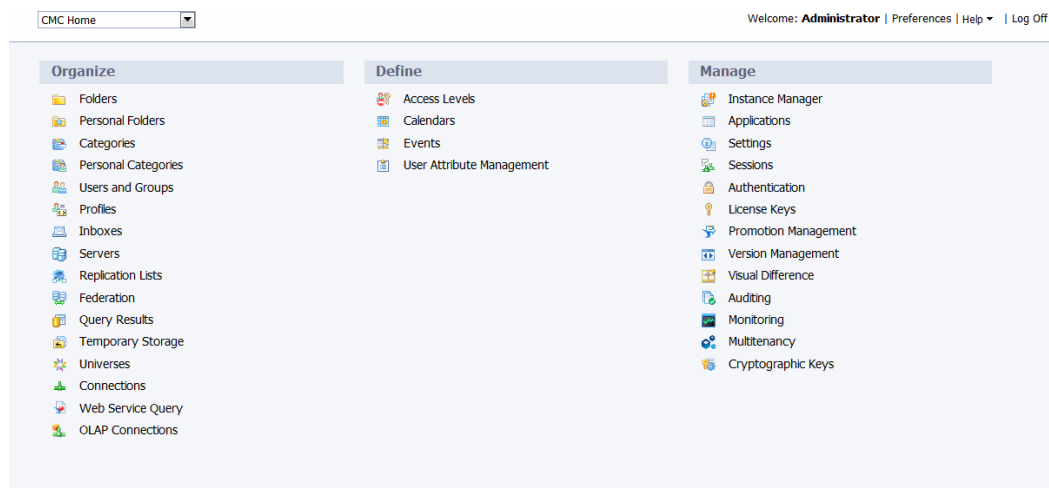 CMC Home
Welcome: Administrator | Preferences | Help | Log Off
Organize
Folders
Personal Folders
Categories
Personal Categories
Users and Groups
Profiles
Inboxes
Servers
Replication Lists
Federation
Query Results
Temporary Storage
Universes
Connections
Web Service Query
OLAP Connections
Define
Access Levels
Calendars
Events
User Attribute Management
Manage
Instance Manager
Applications
Settings
Sessions
Authentication
License Keys
Promotion Management
Version Management
Visual Difference
Auditing
Monitoring
Multitenancy
Cryptographic Keys